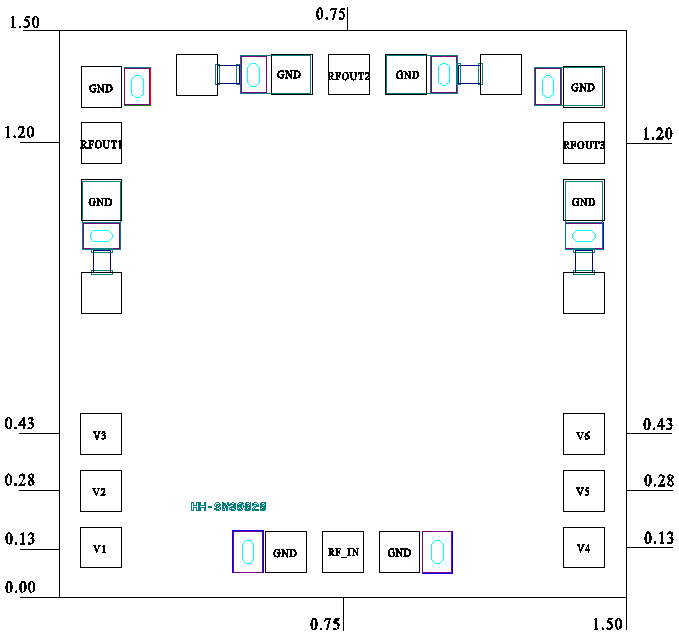 1.50 0.75
GND GND RFOUT2 GND GND
1.20 RFOUT1 RFOUT3 1.20
GND GND
0.43 V3 V6 0.43
0.28 V2 V5 0.28
0.13 V1 GND RF_IN GND V4 0.13
0.00
0.75 1.50